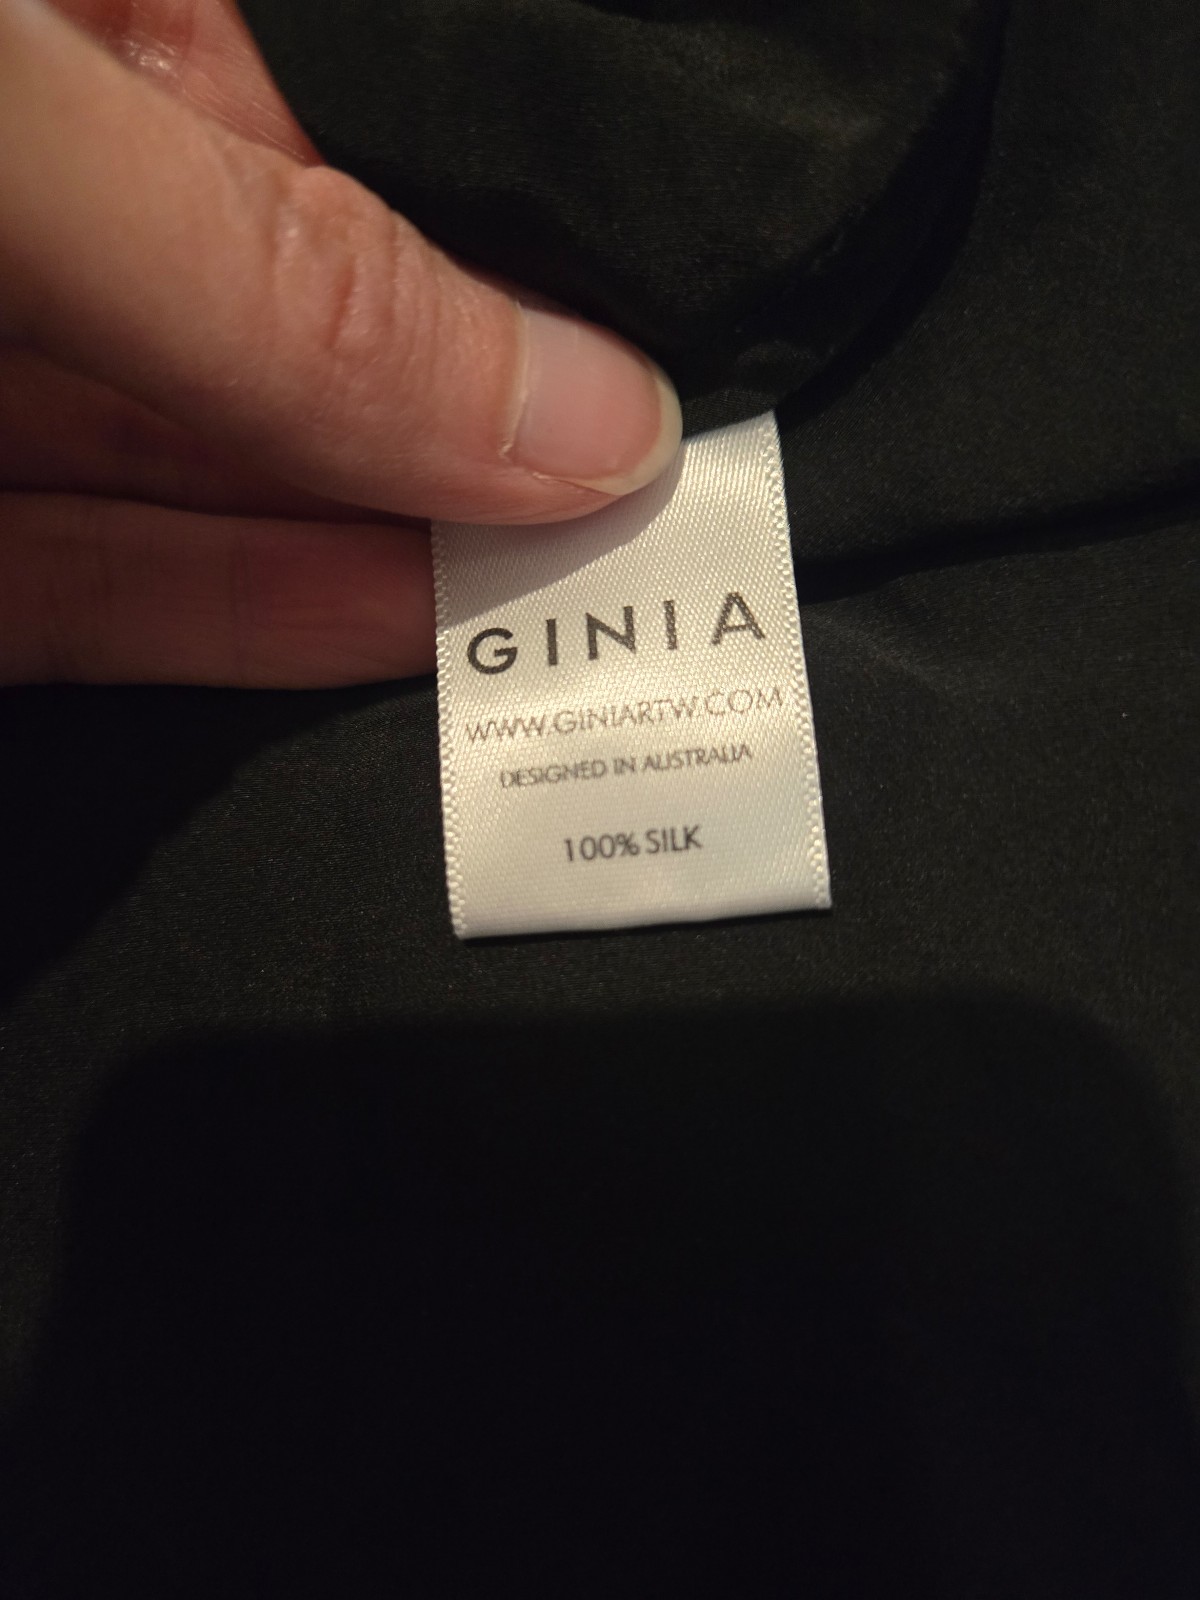 GINIA
WWW.GINIARTW.COM
DESIGNED IN AUSTRALIA
100% SILK